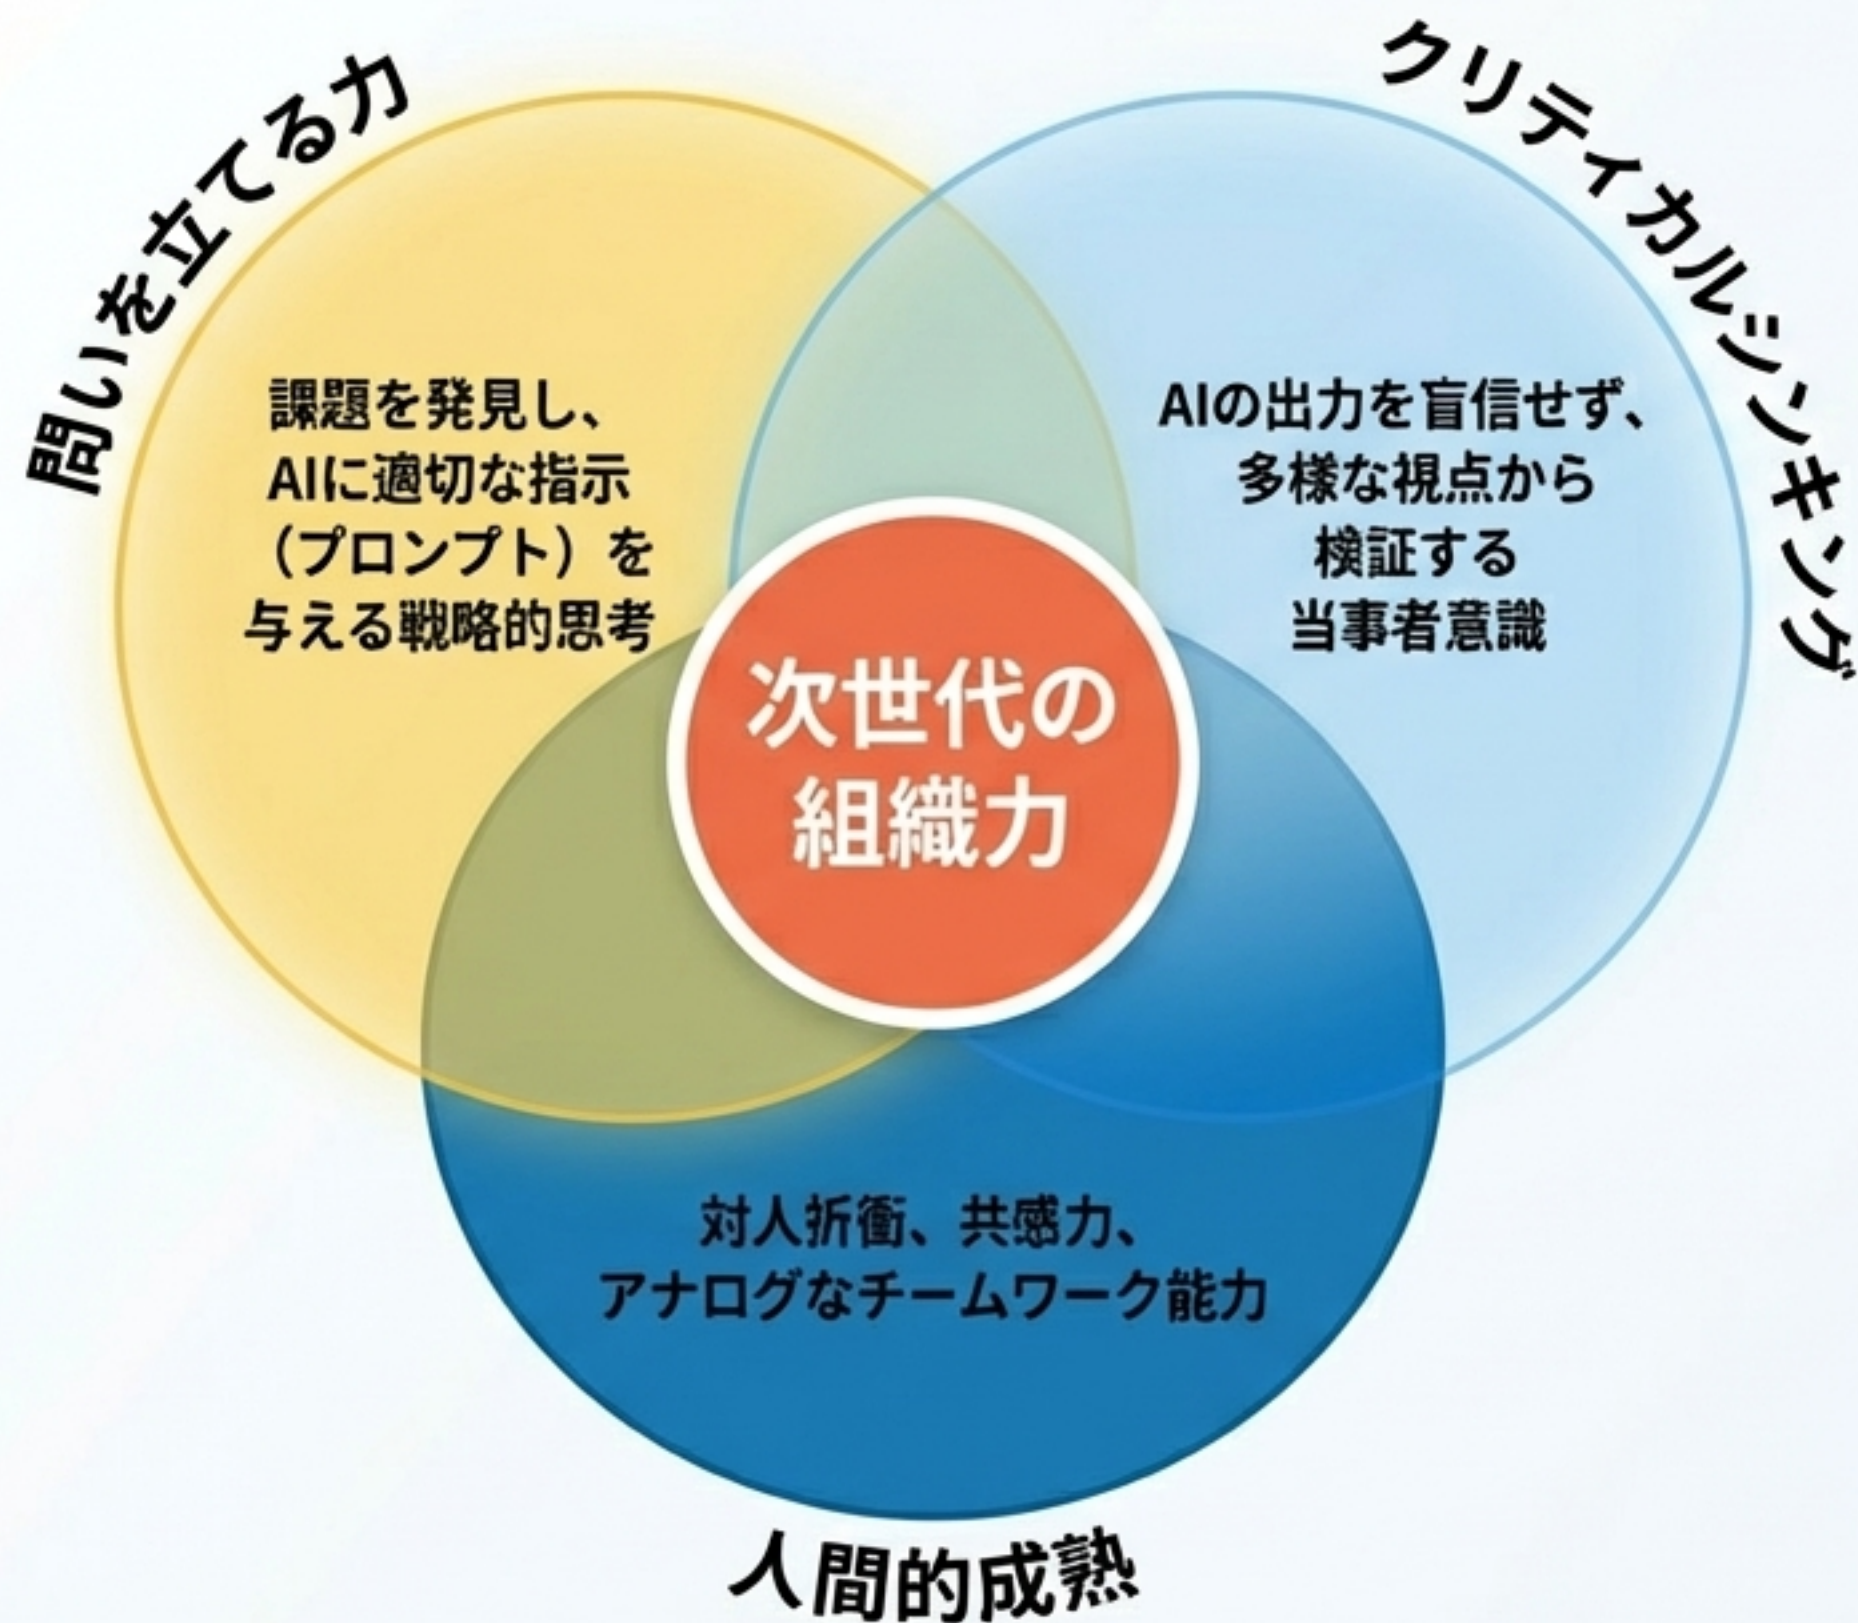 問いを立てる力
課題を発見し、
AIに適切な指示
（プロンプト）を
与える戦略的思考
クリティカルシンキング
AIの出力を盲信せず、
多様な視点から
検証する
当事者意識
次世代の
組織力
対人折衝、共感力、
アナログなチームワーク能力
人間的成熟